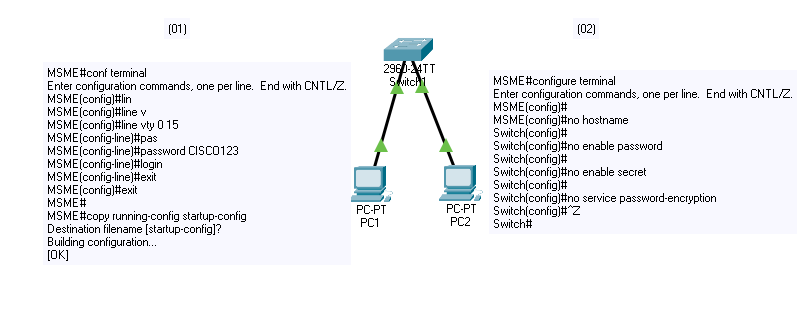 (01)
MSME#conf terminal
Enter configuration commands, one per line. End with CNTL/Z.
MSME(config)#lin
MSME(config)#line v
MSME(config)#line vty 0 15
MSME(config-line)#pas
MSME(config-line)#password CISCO123
MSME(config-line)#login
MSME(config-line)#exit
MSME(config)#exit
MSME#
MSME#copy running-config startup-config
Destination filename [startup-config]?
Building configuration...
[OK]
2960-24TT
Switch1
PC-PT
PC1
PC-PT
PC2
(02)
MSME#configure terminal
Enter configuration commands, one per line. End with CNTL/Z.
MSME(config)#
MSME(config)#no hostname
Switch(config)#
Switch(config)#no enable password
Switch(config)#
Switch(config)#no enable secret
Switch(config)#
Switch(config)#no service password-encryption
Switch(config)#^Z
Switch#